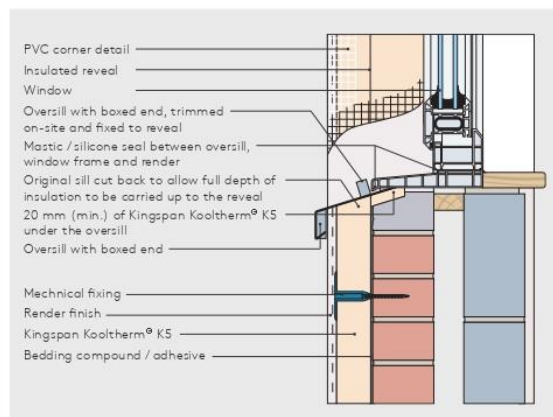 PVC corner detail
Insulated reveal
Window
Oversill with boxed end, trimmed
on-site and fixed to reveal
Mastic / silicone seal between oversill,
window frame and render
Original sill cut back to allow full depth of
insulation to be carried up to the reveal
20 mm (min.) of Kingspan Kooltherm® K5
under the oversill
Oversill with boxed end
Mechnical fixing
Render finish
Kingspan Kooltherm® K5
Bedding compound / adhesive